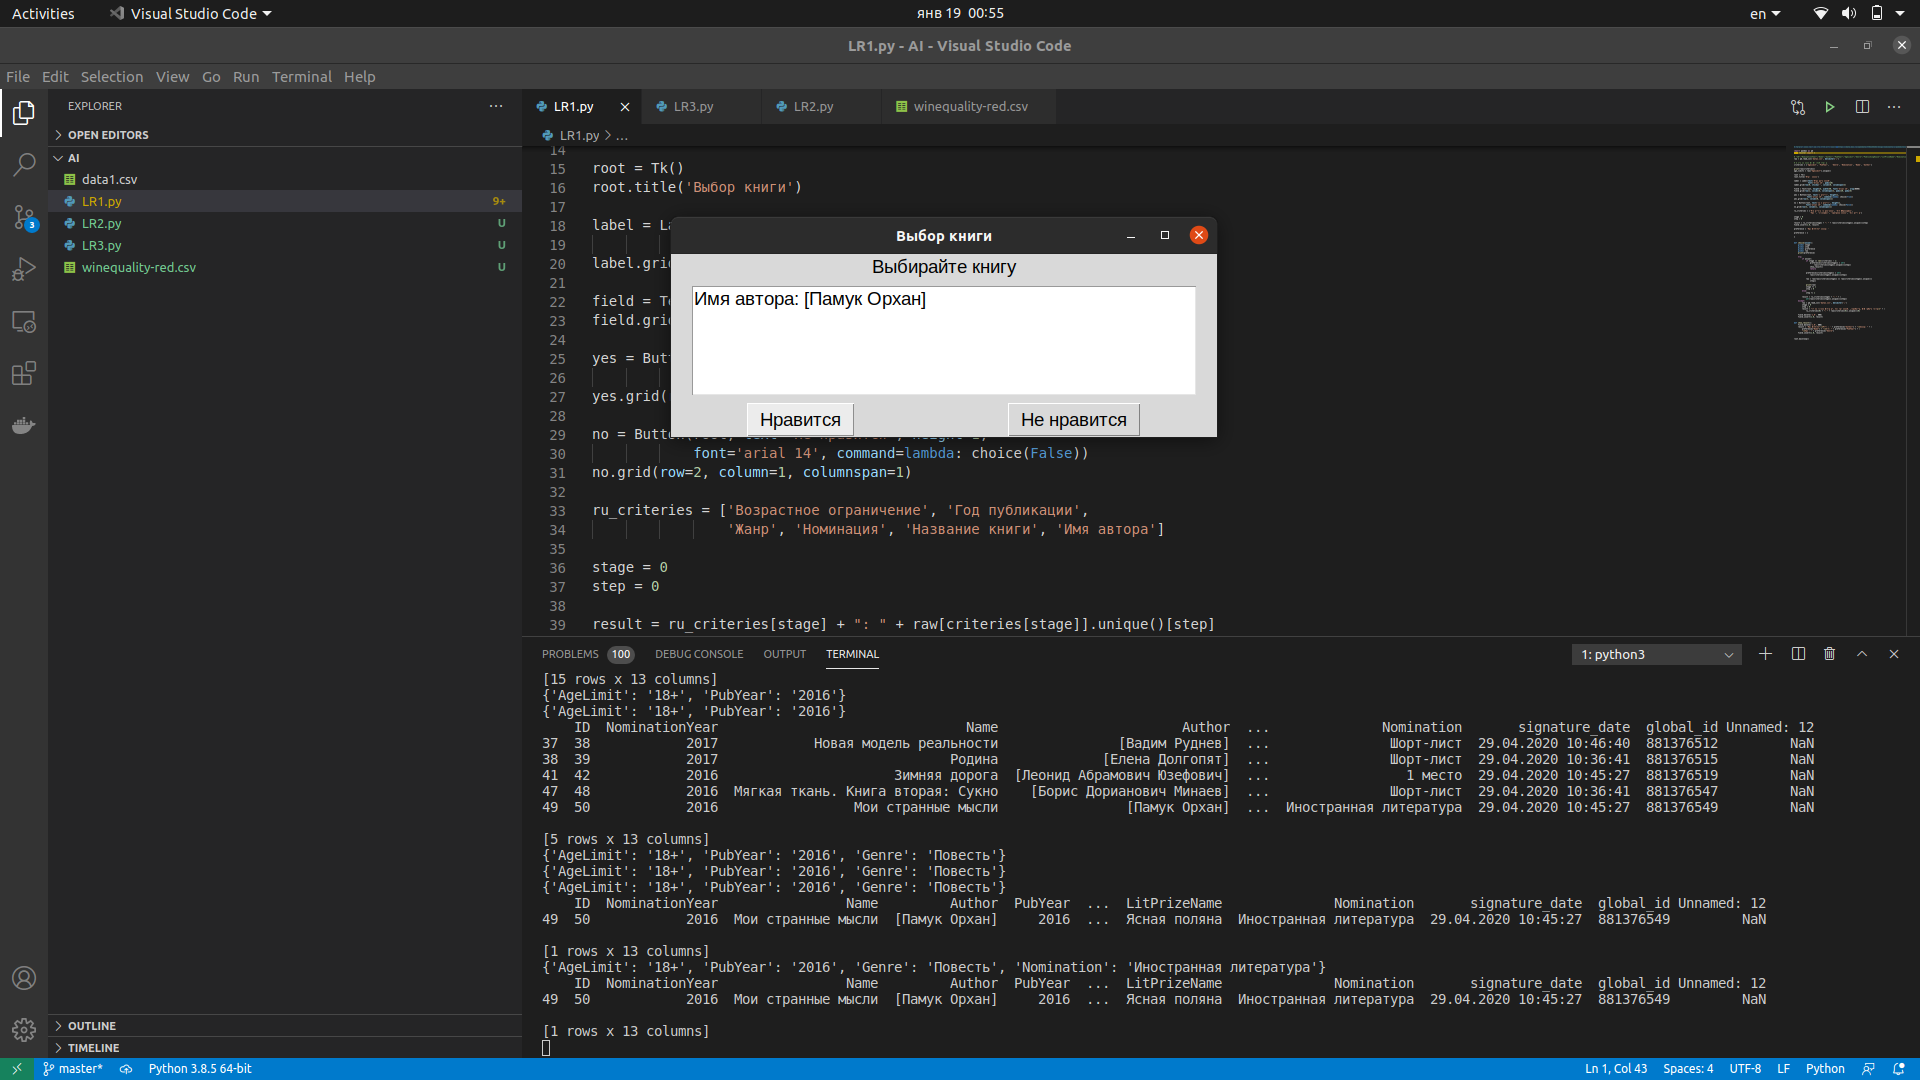 Activities
Visual Studio Code
янв 19 00:55
en
LR1.py - AI - Visual Studio Code
File Edit Selection View Go Run Terminal Help
EXPLORER
OPEN EDITORS
AI
data1.csv
LR1.py 9+
LR2.py U
LR3.py U
winequality-red.csv U
3
OUTLINE
TIMELINE
LR1.py LR3.py LR2.py winequality-red.csv
LR1.py > ...
14
15 root = Tk()
16 root.title('Выбор книги')
17
18 label = La
19
20 label.grid
21
22 field = Te
23 field.grid
24
25 yes = Butt
26
27 yes.grid(
28
29 no = Button(
30 font='arial 14', command=lambda: choice(False))
31 no.grid(row=2, column=1, columnspan=1)
32
33 ru_criteries = ['Возрастное ограничение', 'Год публикации',
34 'Жанр', 'Номинация', 'Название книги', 'Имя автора']
35
36 stage = 0
37 step = 0
38
39 result = ru_criteries[stage] + ": " + raw[criteries[stage]].unique()[step]
Выбор книги
Выбирайте книгу
Имя автора: [Памук Орхан]
Нравится
Не нравится
PROBLEMS 100 DEBUG CONSOLE OUTPUT TERMINAL
1: python3
[15 rows x 13 columns]
{'AgeLimit': '18+', 'PubYear': '2016'}
{'AgeLimit': '18+', 'PubYear': '2016'}
ID NominationYear Name Author ... Nomination signature_date global_id Unnamed: 12
37 38 2017 Новая модель реальности [Вадим Руднев] ... Шорт-лист 29.04.2020 10:46:40 881376512 NaN
38 39 2017 Родина [Елена Долгопят] ... Шорт-лист 29.04.2020 10:36:41 881376515 NaN
41 42 2016 Зимняя дорога [Леонид Абрамович Юзефович] ... 1 место 29.04.2020 10:45:27 881376519 NaN
47 48 2016 Мягкая ткань. Книга вторая: Сукно [Борис Дорианович Минаев] ... Шорт-лист 29.04.2020 10:36:41 881376547 NaN
49 50 2016 Мои странные мысли [Памук Орхан] ... Иностранная литература 29.04.2020 10:45:27 881376549 NaN
[5 rows x 13 columns]
{'AgeLimit': '18+', 'PubYear': '2016', 'Genre': 'Повесть'}
{'AgeLimit': '18+', 'PubYear': '2016', 'Genre': 'Повесть'}
{'AgeLimit': '18+', 'PubYear': '2016', 'Genre': 'Повесть'}
ID NominationYear Name Author PubYear ... LitPrizeName Nomination signature_date global_id Unnamed: 12
49 50 2016 Мои странные мысли [Памук Орхан] 2016 ... Ясная поляна Иностранная литература 29.04.2020 10:45:27 881376549 NaN
[1 rows x 13 columns]
{'AgeLimit': '18+', 'PubYear': '2016', 'Genre': 'Повесть', 'Nomination': 'Иностранная литература'}
ID NominationYear Name Author PubYear ... LitPrizeName Nomination signature_date global_id Unnamed: 12
49 50 2016 Мои странные мысли [Памук Орхан] 2016 ... Ясная поляна Иностранная литература 29.04.2020 10:45:27 881376549 NaN
[1 rows x 13 columns]
master* Python 3.8.5 64-bit
Ln 1, Col 43 Spaces: 4 UTF-8 LF Python